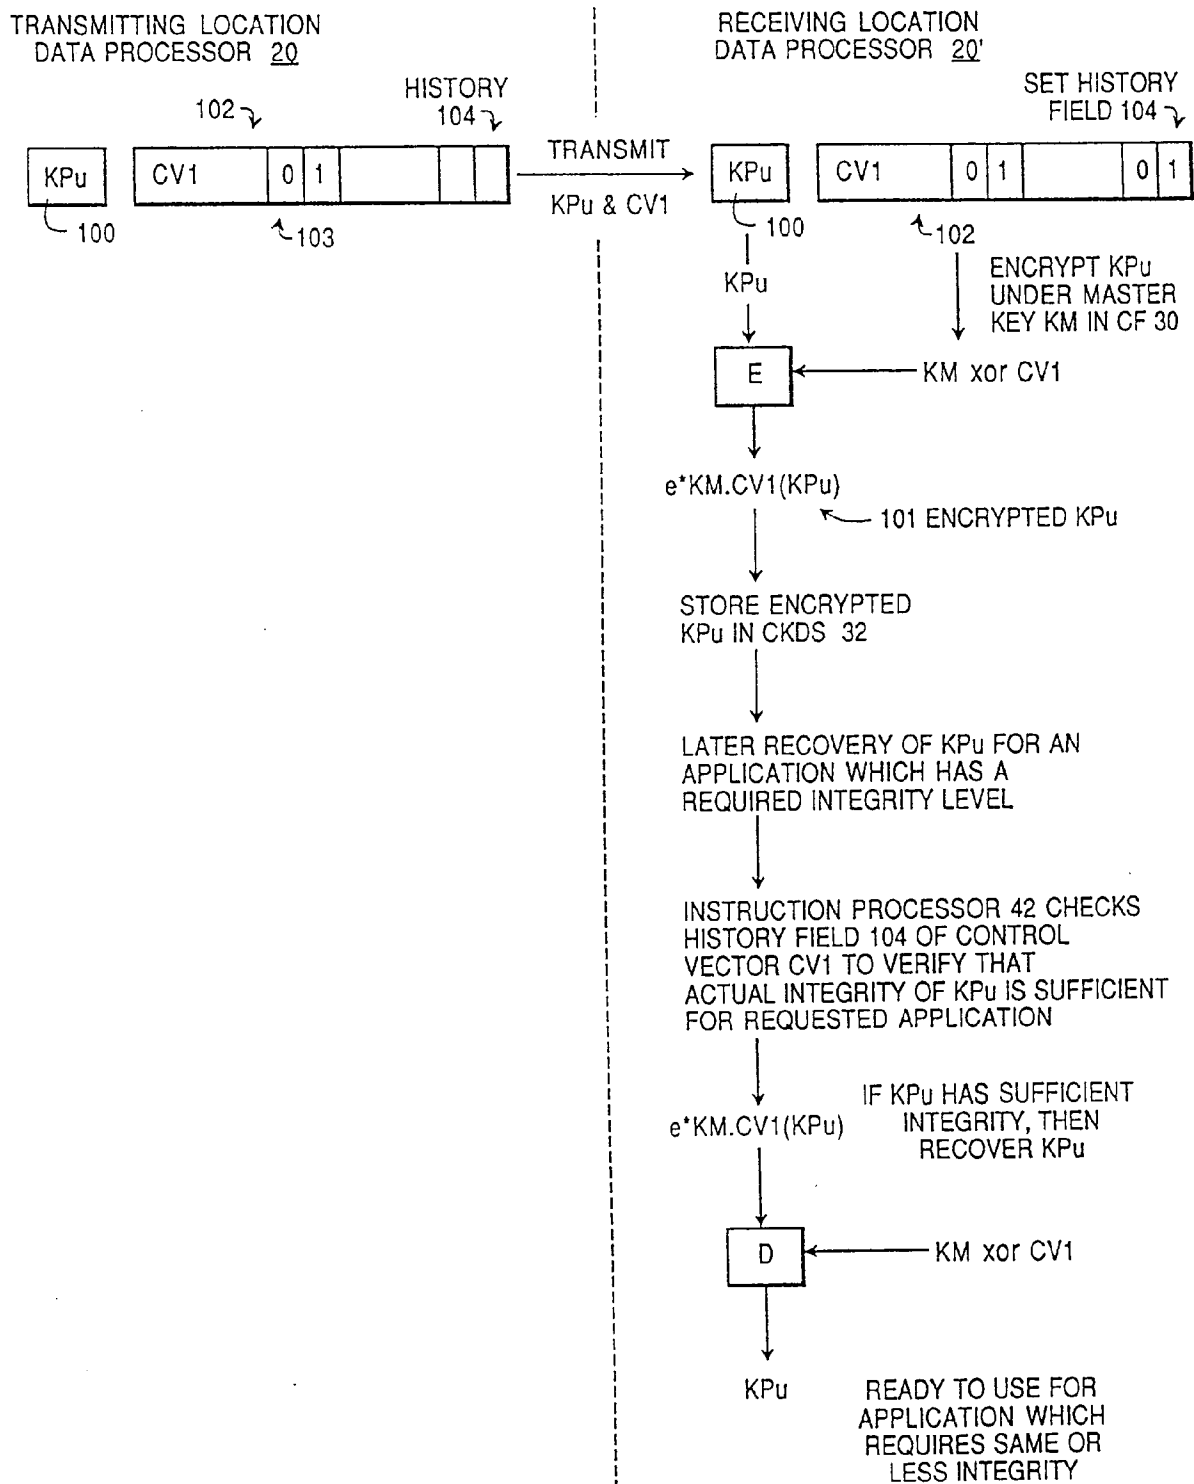 TRANSMITTING LOCATION
DATA PROCESSOR 20
RECEIVING LOCATION
DATA PROCESSOR 20'
HISTORY
104
102
SET HISTORY
FIELD 104
KPu
CV1
0
1
TRANSMIT
KPu & CV1
KPu
CV1
0
1
0
1
100
103
100
102
KPu
ENCRYPT KPu
UNDER MASTER
KEY KM IN CF 30
E
KM xor CV1
e*KM.CV1(KPu)
101 ENCRYPTED KPu
STORE ENCRYPTED
KPu IN CKDS 32
LATER RECOVERY OF KPu FOR AN
APPLICATION WHICH HAS A
REQUIRED INTEGRITY LEVEL
INSTRUCTION PROCESSOR 42 CHECKS
HISTORY FIELD 104 OF CONTROL
VECTOR CV1 TO VERIFY THAT
ACTUAL INTEGRITY OF KPu IS SUFFICIENT
FOR REQUESTED APPLICATION
e*KM.CV1(KPu)
IF KPu HAS SUFFICIENT
INTEGRITY, THEN
RECOVER KPu
D
KM xor CV1
KPu
READY TO USE FOR
APPLICATION WHICH
REQUIRES SAME OR
LESS INTEGRITY